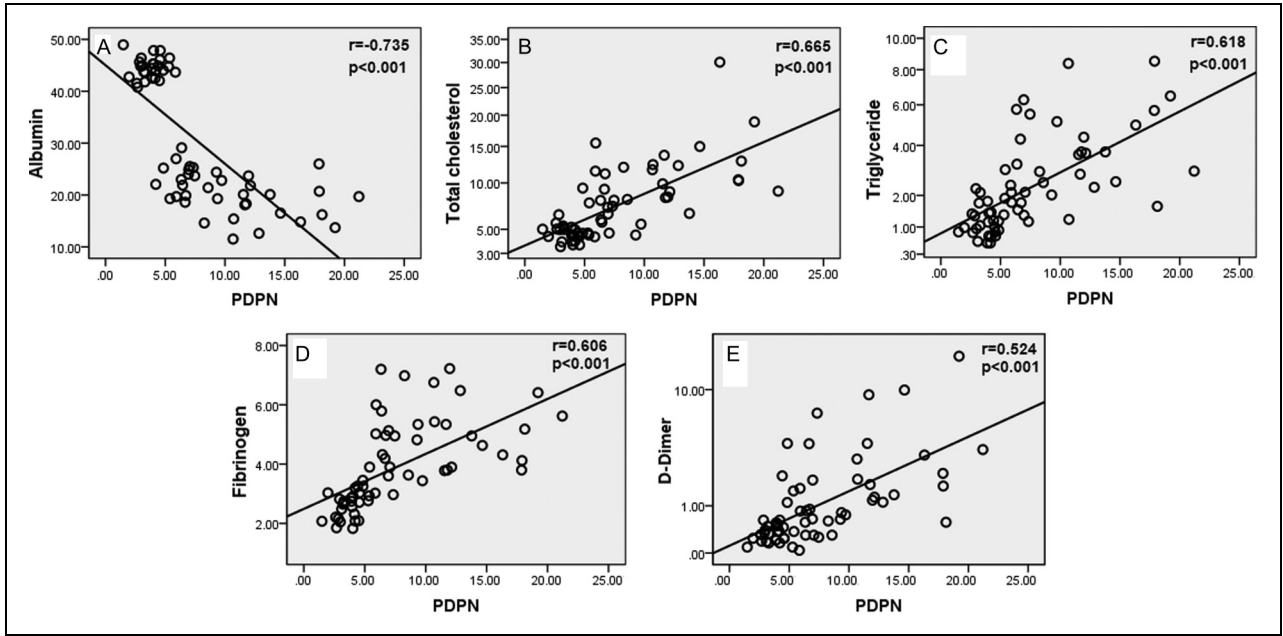 A
r=-0.735
p<0.001
Albumin
50.00
40.00
30.00
20.00
10.00
.00 5.00 10.00 15.00 20.00 25.00
PDPN
B
r=0.665
p<0.001
Total cholesterol
35.00
30.00
25.00
20.00
15.00
10.00
5.00
3.00
.00 5.00 10.00 15.00 20.00 25.00
PDPN
C
r=0.618
p<0.001
Triglyceride
10.00
8.00
6.00
4.00
2.00
1.00
.30
.00 5.00 10.00 15.00 20.00 25.00
PDPN
D
r=0.606
p<0.001
Fibrinogen
8.00
6.00
4.00
2.00
.00 5.00 10.00 15.00 20.00 25.00
PDPN
E
r=0.524
p<0.001
D-Dimer
10.00
1.00
.00
.00 5.00 10.00 15.00 20.00 25.00
PDPN